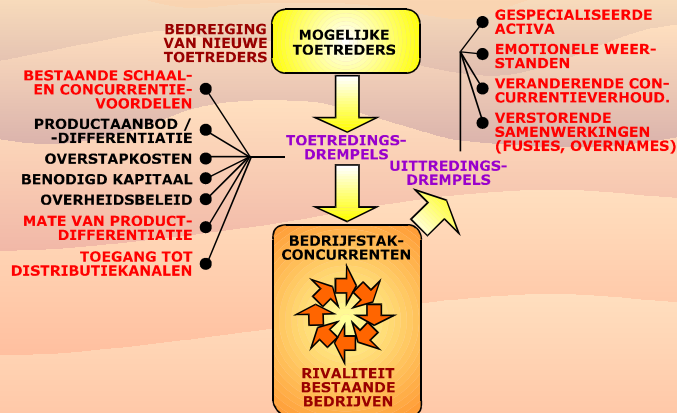 BEDREIGING
VAN NIEUWE
TOETREDERS
MOGELIJKE
TOETREDERS
GESPECIALISEERDE
ACTIVA
EMOTIONELE WEER-
STANDEN
VERANDERENDE CON-
CURRENTIEVERHOUD.
VERSTORENDE
SAMENWERKINGEN
(FUSIES, OVERNAMES)
BESTAANDE SCHAAL-
EN CONCURRENTIE-
VOORDELEN
PRODUCTAANBOD /
-DIFFERENTIATIE
OVERSTAPKOSTEN
BENODIGD KAPITAAL
OVERHEIDSBELEID
MATE VAN PRODUCT-
DIFFERENTIATIE
TOEGANG TOT
DISTRIBUTIEKANALEN
TOETREDINGS-
DREMPELS
UITTREDINGS-
DREMPELS
BEDRIJFSTAK-
CONCURRENTEN
RIVALITEIT
BESTAANDE
BEDRIJVEN